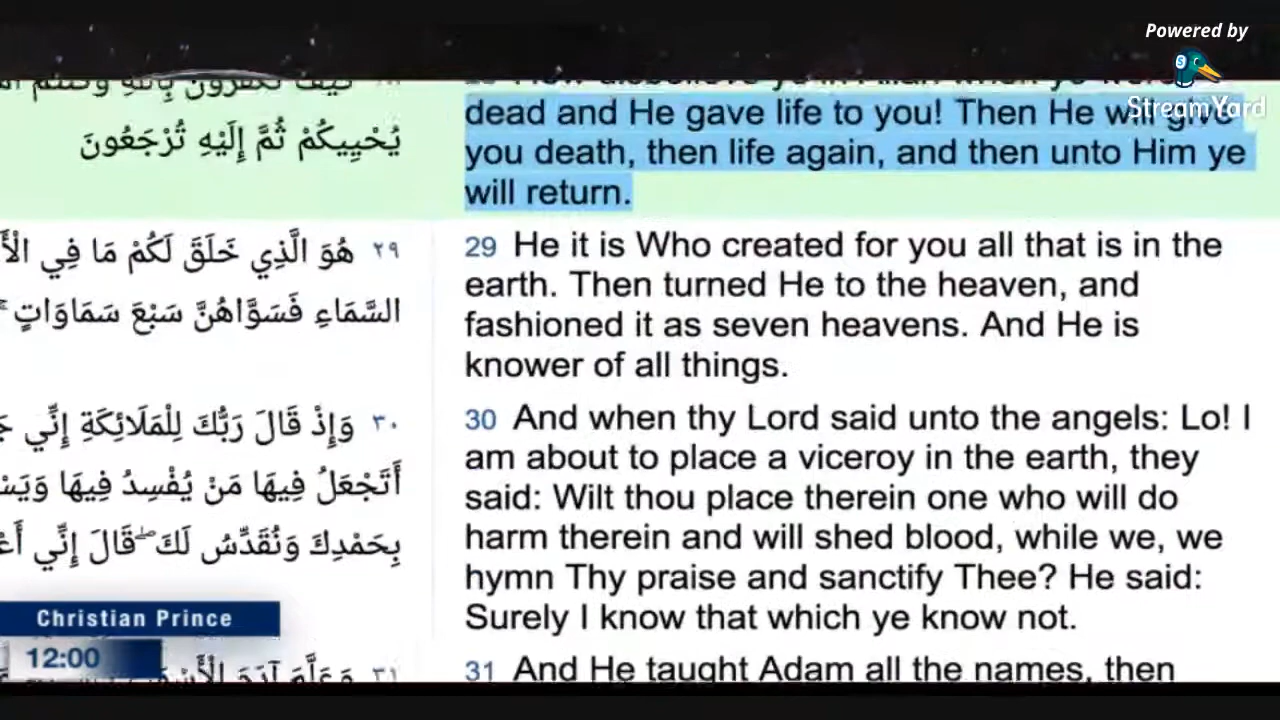 Powered by
StreamYard
dead and He gave life to you! Then He will give
you death, then life again, and then unto Him ye
will return.
يُحْيِيكُمْ ثُمَّ إِلَيْهِ تُرْجَعُونَ
29 He it is Who created for you all that is in the
earth. Then turned He to the heaven, and
fashioned it as seven heavens. And He is
knower of all things.
٢٩ هُوَ الَّذِي خَلَقَ لَكُمْ مَا فِي
السَّمَاءِ فَسَوَّاهُنَّ سَبْعَ سَمَاوَاتٍ
30 And when thy Lord said unto the angels: Lo! I
am about to place a viceroy in the earth, they
said: Wilt thou place therein one who will do
harm therein and will shed blood, while we, we
hymn Thy praise and sanctify Thee? He said:
Surely I know that which ye know not.
٣٠ وَإِذْ قَالَ رَبُّكَ لِلْمَلَائِكَةِ إِنِّي
أَتَجْعَلُ فِيهَا مَنْ يُفْسِدُ فِيهَا
بِحَمْدِكَ وَنُقَدِّسُ لَكَ ۖ قَالَ إِنِّي
31 And He taught Adam all the names, then
Christian Prince
12:00